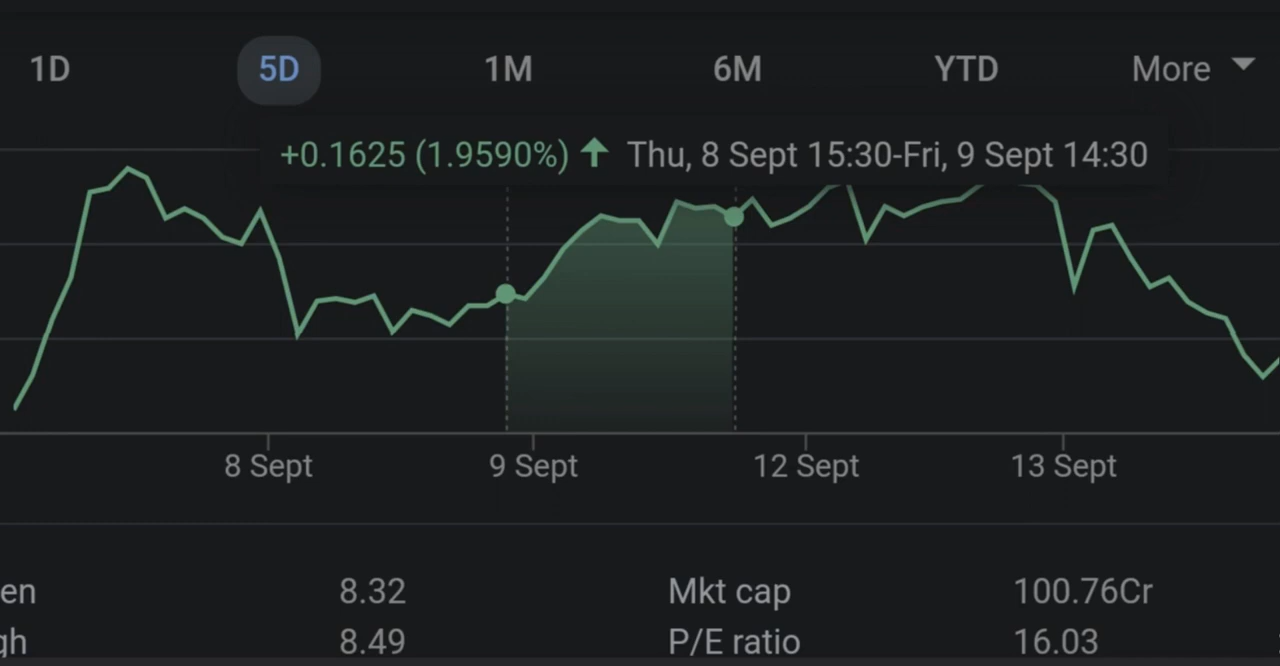 1D 5D 1M 6M YTD More
+0.1625 (1.9590%) Thu, 8 Sept 15:30-Fri, 9 Sept 14:30
8 Sept 9 Sept 12 Sept 13 Sept
en 8.32 Mkt cap 100.76Cr
gh 8.49 P/E ratio 16.03